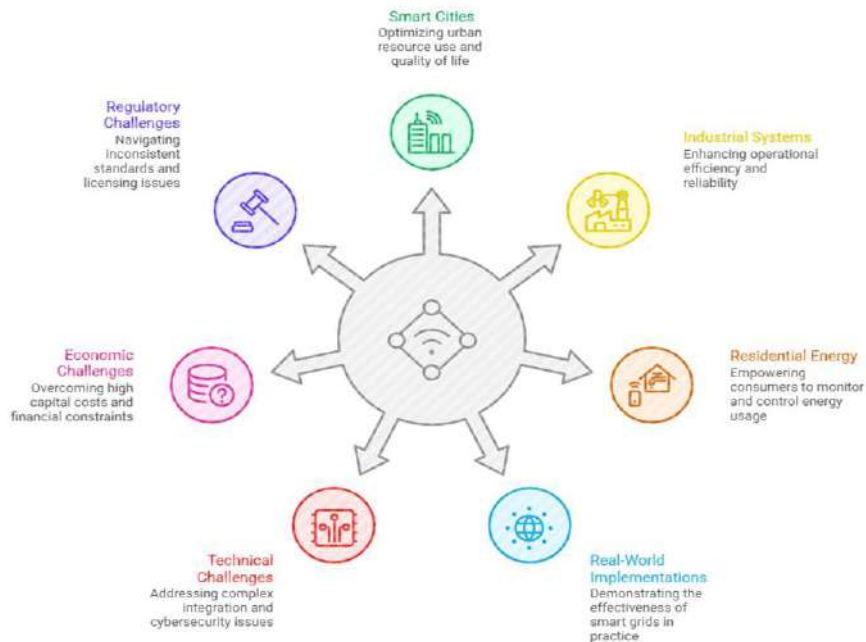 Smart Cities
Optimizing urban
resource use and
quality of life
Regulatory
Challenges
Navigating
inconsistent
standards and
licensing issues
Industrial Systems
Enhancing operational
efficiency and
reliability
Economic
Challenges
Overcoming high
capital costs and
financial constraints
Residential Energy
Empowering
consumers to monitor
and control energy
usage
Technical
Challenges
Addressing complex
integration and
cybersecurity issues
Real-World
Implementations
Demonstrating the
effectiveness of
smart grids in
practice